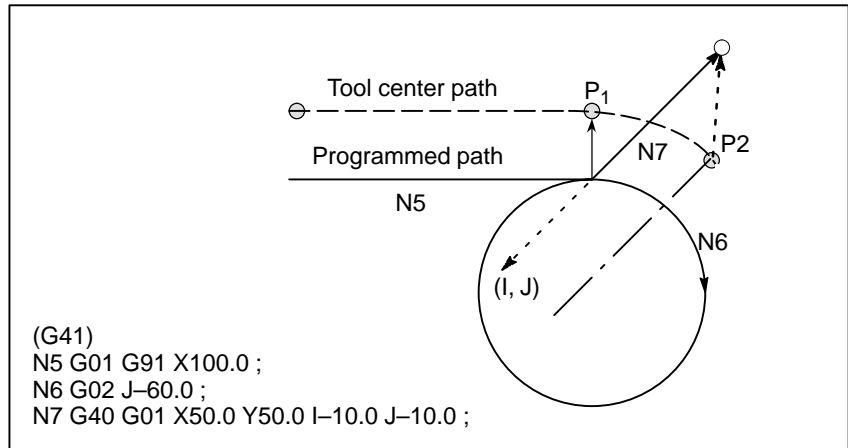 Tool center path
P1
Programmed path
N7
P2
N5
N6
(I, J)
(G41)
N5 G01 G91 X100.0 ;
N6 G02 J–60.0 ;
N7 G40 G01 X50.0 Y50.0 I–10.0 J–10.0 ;